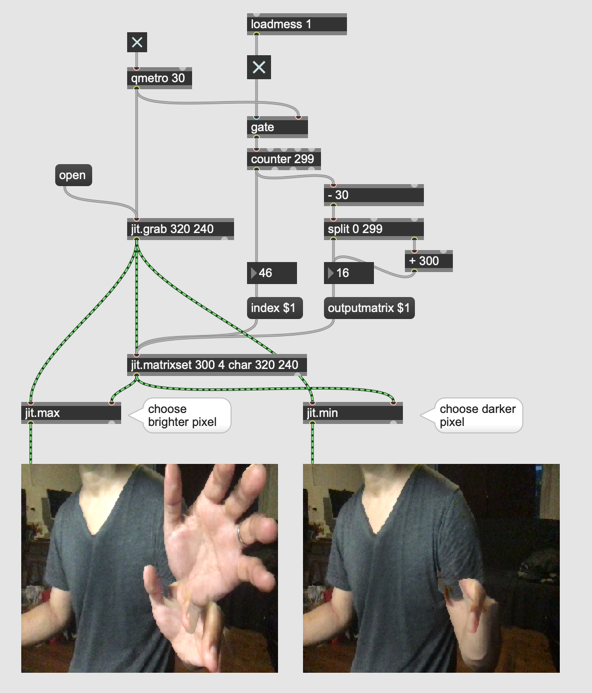 loadmess 1
qmetro 30
gate
counter 299
open
- 30
jit.grab 320 240
split 0 299
+ 300
46
16
index $1
outputmatrix $1
jit.matrixset 300 4 char 320 240
jit.max
choose
brighter pixel
jit.min
choose darker
pixel